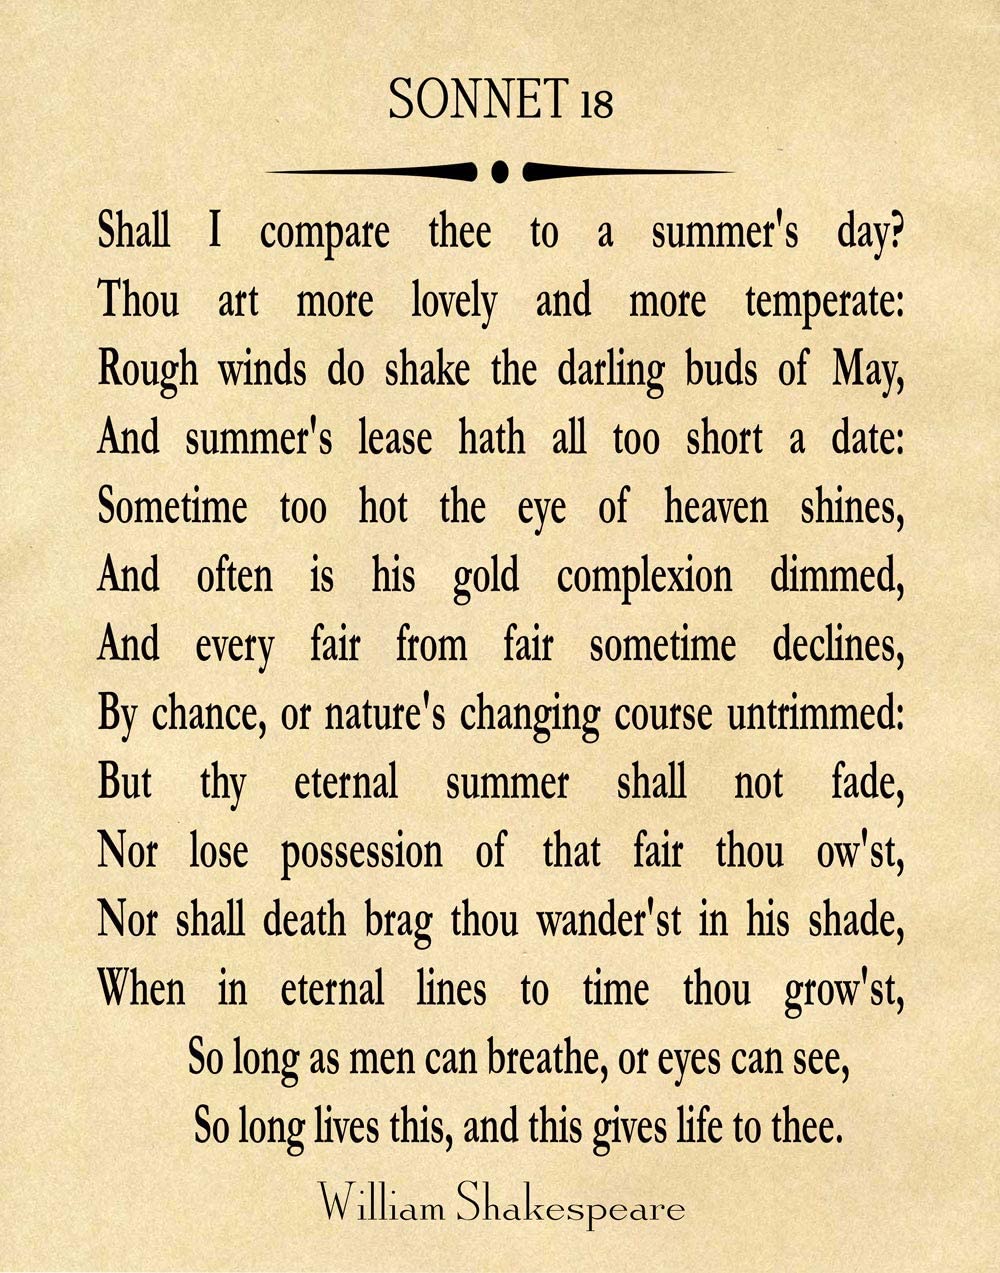 SONNET 18
Shall I compare thee to a summer's day?
Thou art more lovely and more temperate:
Rough winds do shake the darling buds of May,
And summer's lease hath all too short a date:
Sometime too hot the eye of heaven shines,
And often is his gold complexion dimmed,
And every fair from fair sometime declines,
By chance, or nature's changing course untrimmed:
But thy eternal summer shall not fade,
Nor lose possession of that fair thou ow'st,
Nor shall death brag thou wander'st in his shade,
When in eternal lines to time thou grow'st,
So long as men can breathe, or eyes can see,
So long lives this, and this gives life to thee.
William Shakespeare